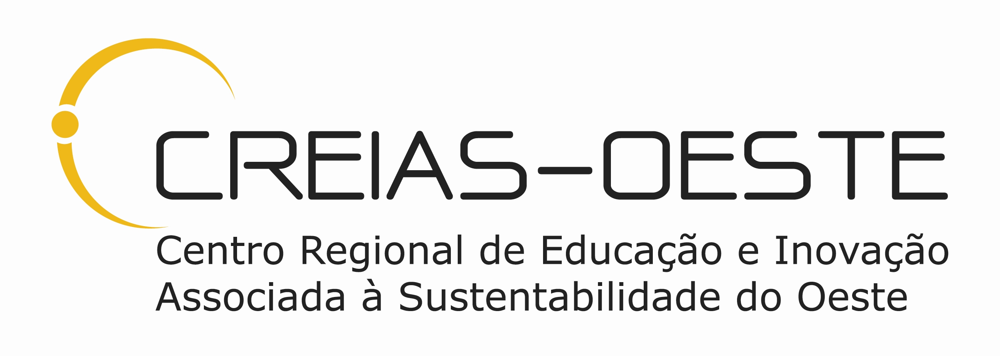 CREIAS-OESTE
Centro Regional de Educação e Inovação
Associada à Sustentabilidade do Oeste